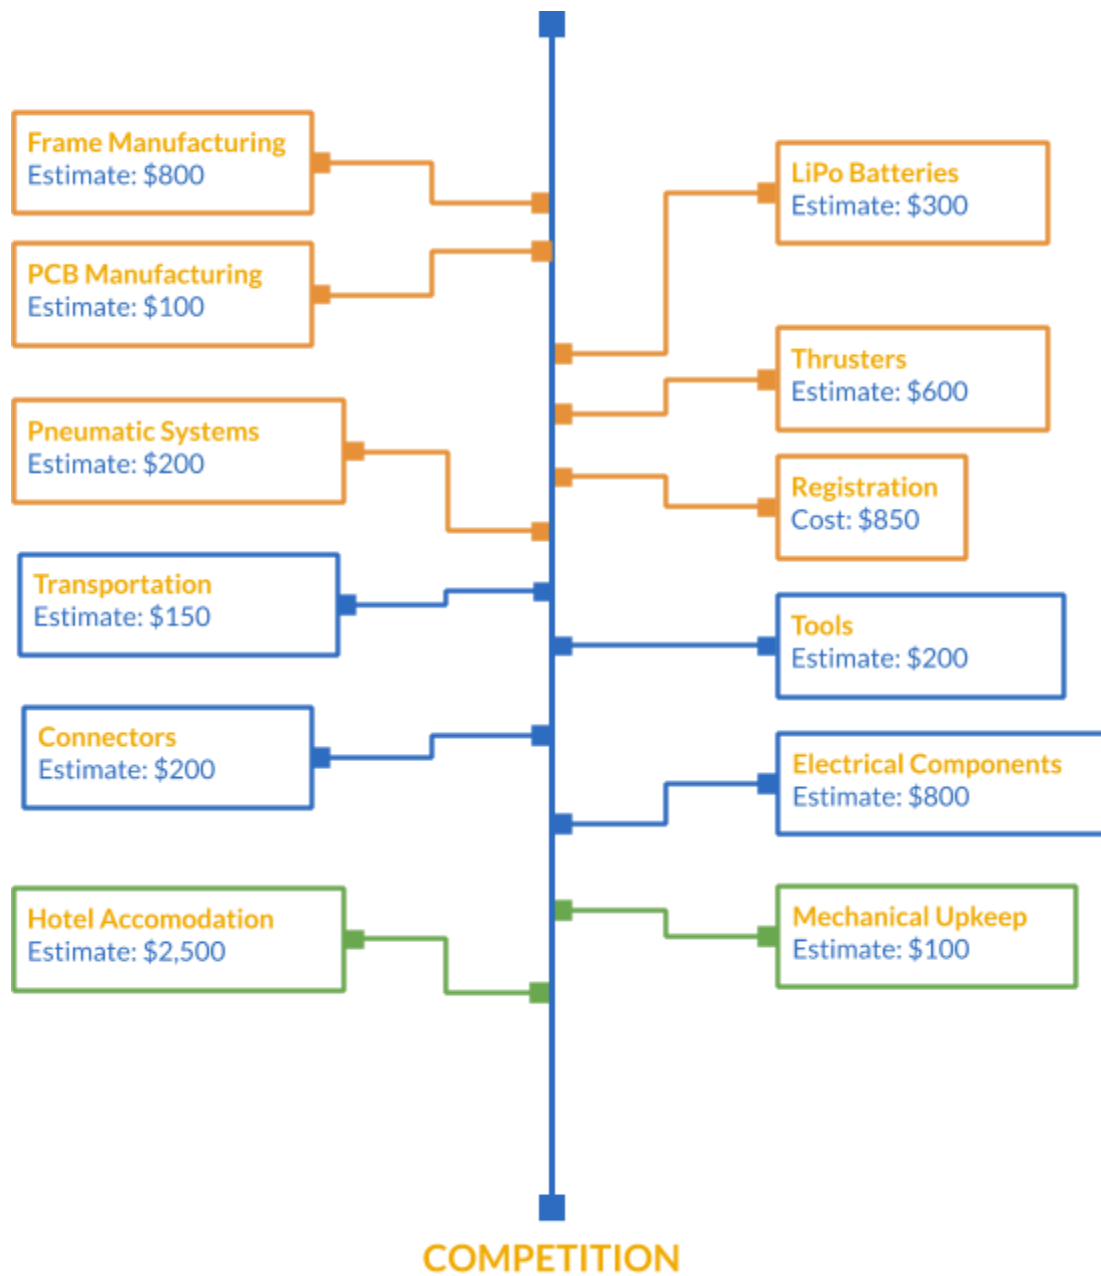 Frame Manufacturing
Estimate: $800
LiPo Batteries
Estimate: $300
PCB Manufacturing
Estimate: $100
Thrusters
Estimate: $600
Pneumatic Systems
Estimate: $200
Registration
Cost: $850
Transportation
Estimate: $150
Tools
Estimate: $200
Connectors
Estimate: $200
Electrical Components
Estimate: $800
Hotel Accomodation
Estimate: $2,500
Mechanical Upkeep
Estimate: $100
COMPETITION